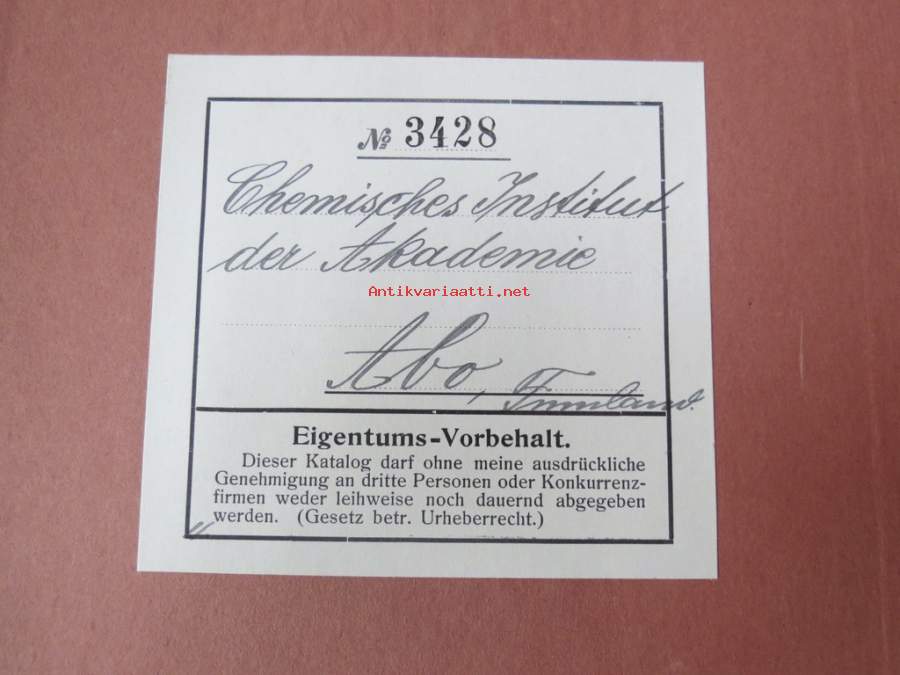 № 3428
Chemisches Institut
der Akademie
Antikvariaatti.net
Abo, Finnland.
Eigentums-Vorbehalt.
Dieser Katalog darf ohne meine ausdrückliche
Genehmigung an dritte Personen oder Konkurrenz-
firmen weder leihweise noch dauernd abgegeben
werden. (Gesetz betr. Urheberrecht.)